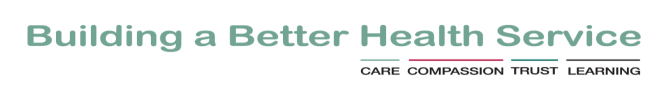 Building a Better Health Service
CARE COMPASSION TRUST LEARNING